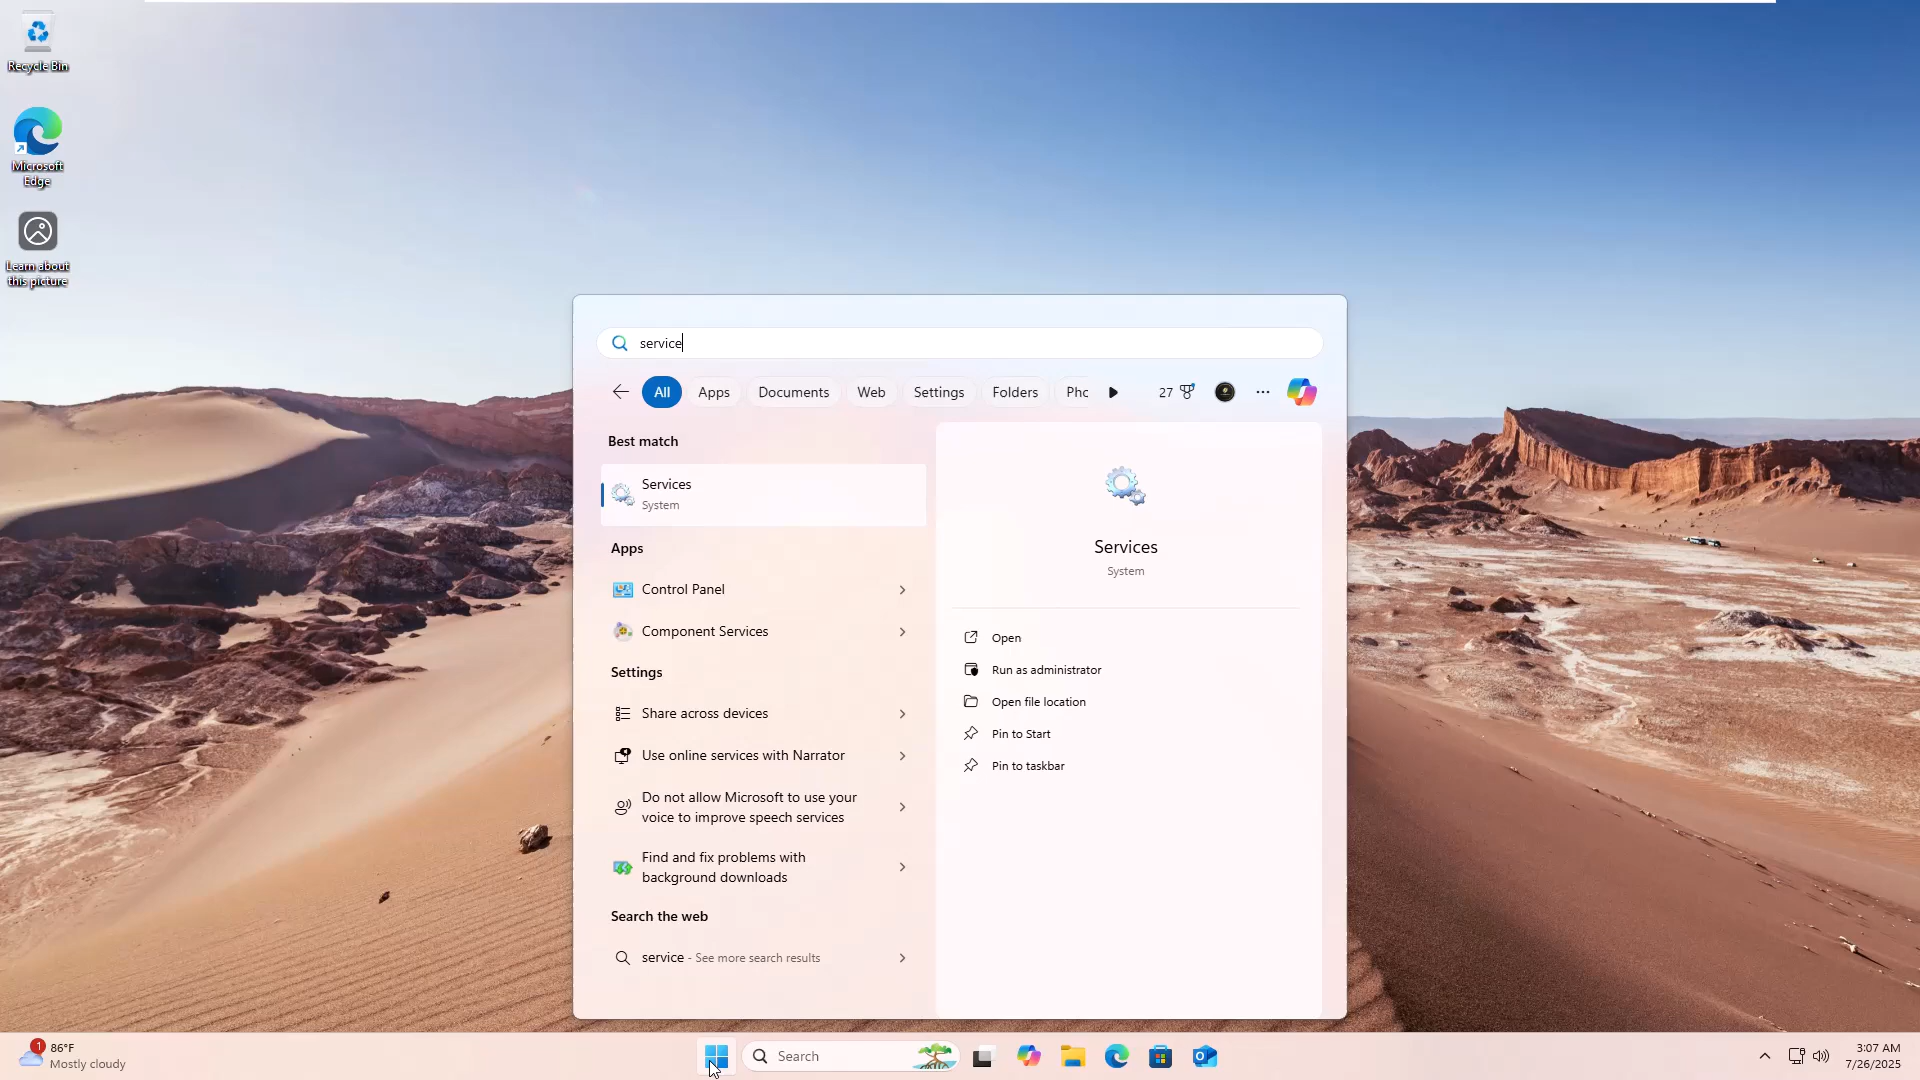 Recycle Bin
Microsoft
Edge
Learn about
this picture
service
All
Apps
Documents
Web
Settings
Folders
Phc
27
Best match
Services
System
Apps
Control Panel
Component Services
Settings
Share across devices
Use online services with Narrator
Do not allow Microsoft to use your
voice to improve speech services
Find and fix problems with
background downloads
Search the web
service - See more search results
Services
System
Open
Run as administrator
Open file location
Pin to Start
Pin to taskbar
1
86°F
Mostly cloudy
Search
3:07 AM
7/26/2025